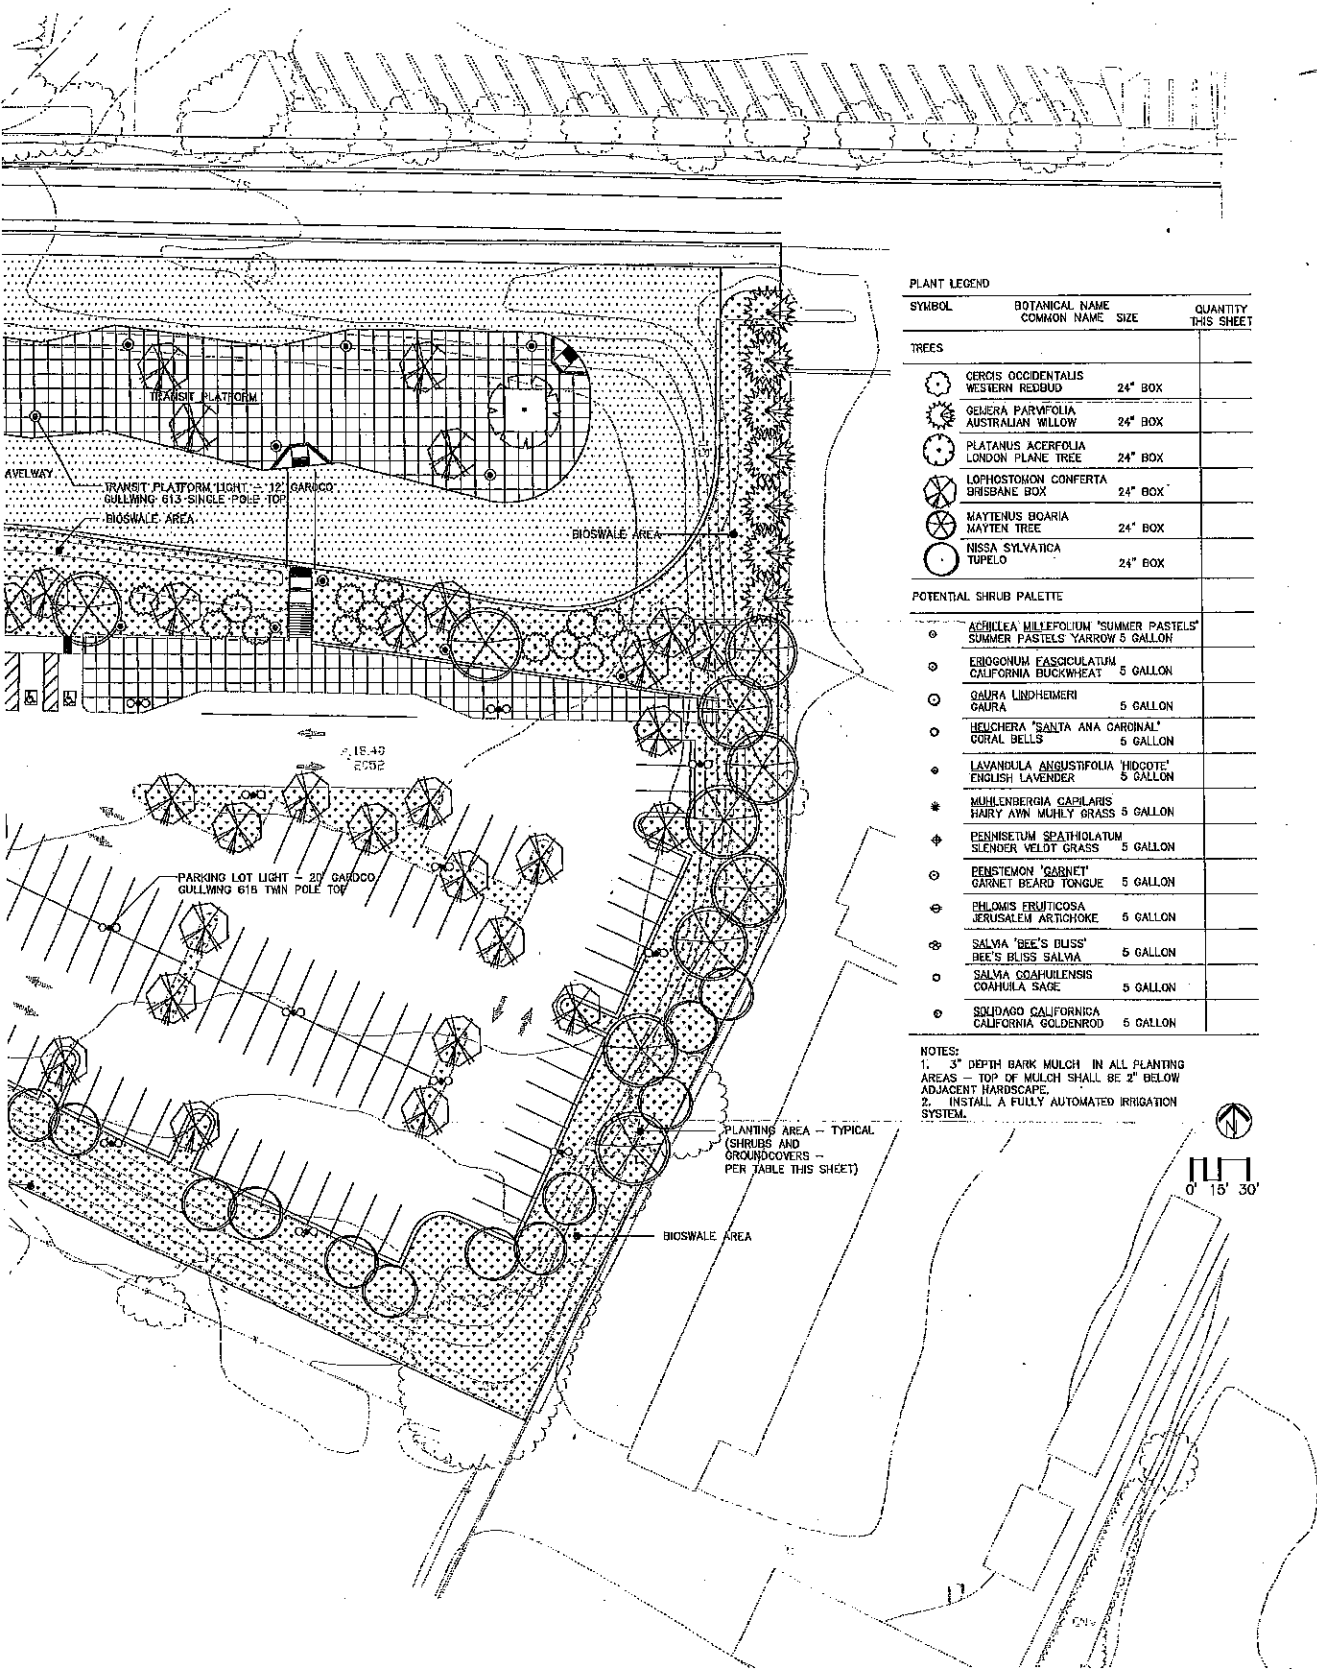 TRANSIT PLATFORM
AVELWAY
TRANSIT PLATFORM LIGHT - 12' GARDCO
GULLWING 613 SINGLE POLE TOP
BIOSWALE AREA
BIOSWALE AREA
PARKING LOT LIGHT - 20' GARDCO
GULLWING 618 TWIN POLE TOP
PLANTING AREA - TYPICAL
(SHRUBS AND
GROUNDCOVERS -
PER TABLE THIS SHEET)
BIOSWALE AREA
PLANT LEGEND
SYMBOL BOTANICAL NAME COMMON NAME SIZE QUANTITY THIS SHEET
TREES
CERCIS OCCIDENTALIS
WESTERN REDBUD 24" BOX
GEIJERA PARVIFOLIA
AUSTRALIAN WILLOW 24" BOX
PLATANUS ACERFOLIA
LONDON PLANE TREE 24" BOX
LOPHOSTOMON CONFERTA
BRISBANE BOX 24" BOX
MAYTENUS BOARIA
MAYTEN TREE 24" BOX
NISSA SYLVATICA
TUPELO 24" BOX
POTENTIAL SHRUB PALETTE
ACHILLEA MILLEFOLIUM 'SUMMER PASTELS'
SUMMER PASTELS YARROW 5 GALLON
ERIOGONUM FASCICULATUM
CALIFORNIA BUCKWHEAT 5 GALLON
GAURA LINDHEIMERI
GAURA 5 GALLON
HEUCHERA 'SANTA ANA CARDINAL'
CORAL BELLS 5 GALLON
LAVANDULA ANGUSTIFOLIA 'HIDCOTE'
ENGLISH LAVENDER 5 GALLON
MUHLENBERGIA CAPILARIS
HAIRY AWN MUHLY GRASS 5 GALLON
PENNISETUM SPATHIOLATUM
SLENDER VELDT GRASS 5 GALLON
PENSTEMON 'GARNET'
GARNET BEARD TONGUE 5 GALLON
PHLOMIS FRUITICOSA
JERUSALEM ARTICHOKE 5 GALLON
SALVIA 'BEE'S BLISS'
BEE'S BLISS SALVIA 5 GALLON
SALVIA COAHUILENSIS
COAHUILA SAGE 5 GALLON
SOLIDAGO CALIFORNICA
CALIFORNIA GOLDENROD 5 GALLON
NOTES:
1. 3" DEPTH BARK MULCH IN ALL PLANTING
AREAS - TOP OF MULCH SHALL BE 2" BELOW
ADJACENT HARDSCAPE.
2. INSTALL A FULLY AUTOMATED IRRIGATION
SYSTEM.
N
0' 15' 30'